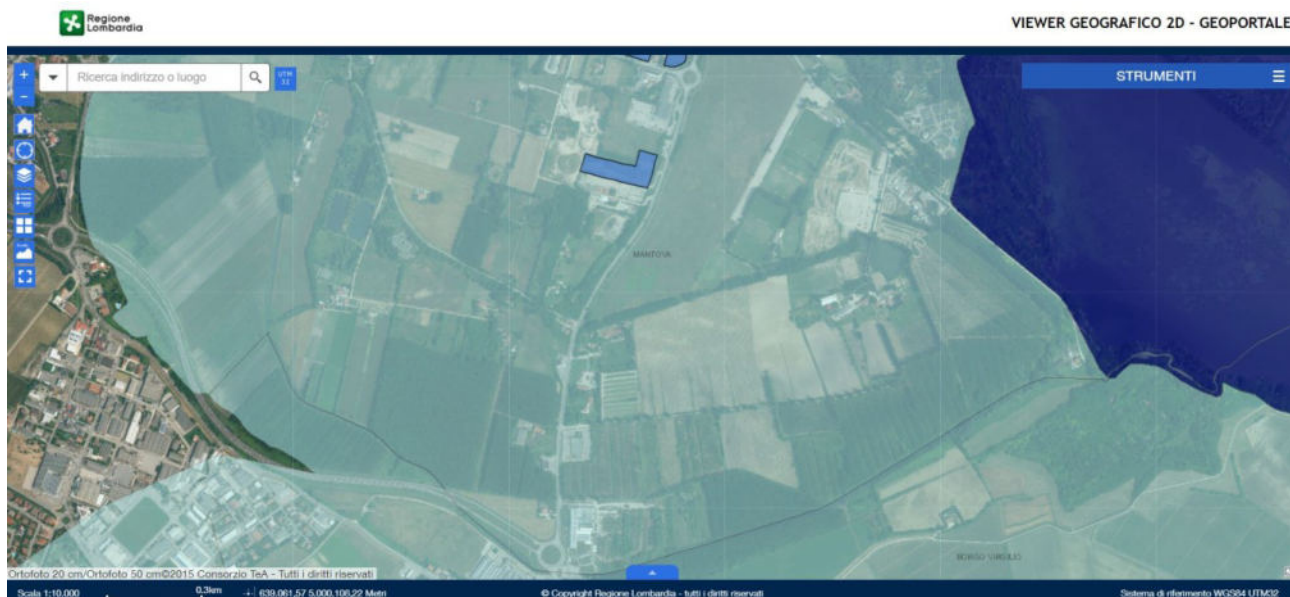 Regione
Lombardia
VIEWER GEOGRAFICO 2D - GEOPORTALE
Ricerca indirizzo o luogo
UTM
32
STRUMENTI
MANTOVA
BORGO VIRGILIO
Ortofoto 20 cm/Ortofoto 50 cm©2015 Consorzio TeA - Tutti i diritti riservati
Scala 1:10.000
0.3km
639.061,57 5.000.106,22 Metri
© Copyright Regione Lombardia - tutti i diritti riservati
Sistema di riferimento WGS84 UTM32